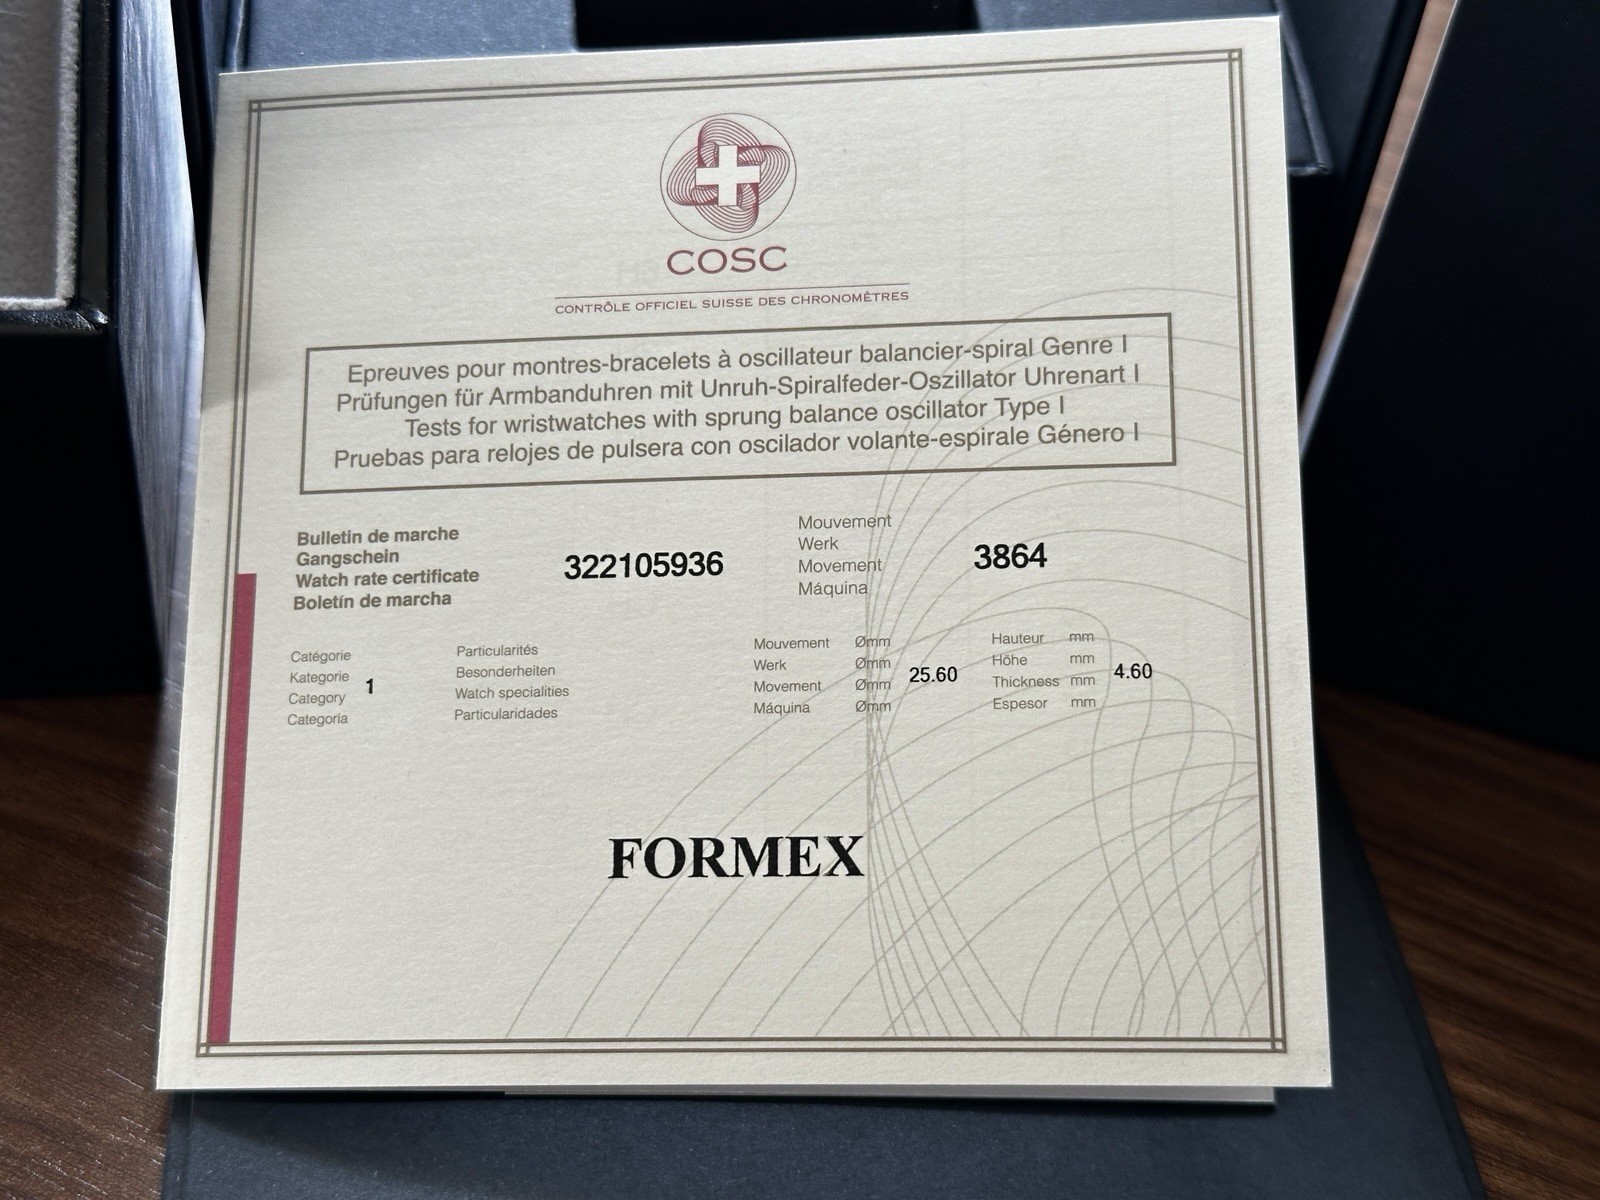 COSC
CONTRÔLE OFFICIEL SUISSE DES CHRONOMÈTRES
Epreuves pour montres-bracelets à oscillateur balancier-spiral Genre I
Prüfungen für Armbanduhren mit Unruh-Spiralfeder-Oszillator Uhrenart I
Tests for wristwatches with sprung balance oscillator Type I
Pruebas para relojes de pulsera con oscilador volante-espirale Género I
Bulletin de marche
Gangschein
Watch rate certificate
Boletín de marcha
322105936
Mouvement
Werk
Movement
Máquina
3864
Catégorie
Kategorie
Category
Categoría
1
Particularités
Besonderheiten
Watch specialities
Particularidades
Mouvement Ømm
Werk Ømm
Movement Ømm
Máquina Ømm
25.60
Hauteur mm
Höhe mm
Thickness mm
Espesor mm
4.60
FORMEX